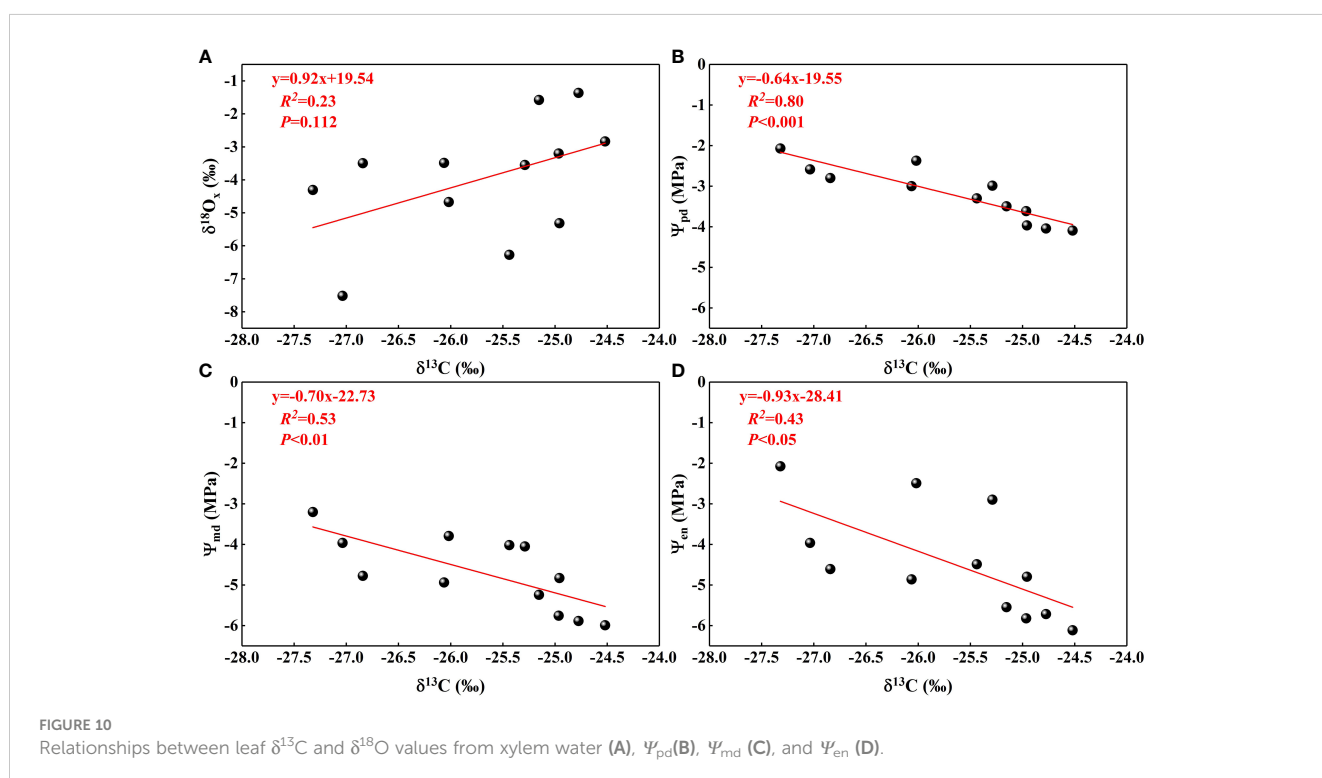 A
y=0.92x+19.54
R²=0.23
P=0.112
-1
-2
-3
-4
-5
-6
-7
-8
δ¹⁸Oₓ (‰)
-28.0 -27.5 -27.0 -26.5 -26.0 -25.5 -25.0 -24.5 -24.0
δ¹³C (‰)
B
y=-0.64x-19.55
R²=0.80
P<0.001
0
-1
-2
-3
-4
-5
-6
Ψpd (MPa)
-28.0 -27.5 -27.0 -26.5 -26.0 -25.5 -25.0 -24.5 -24.0
δ¹³C (‰)
C
y=-0.70x-22.73
R²=0.53
P<0.01
0
-1
-2
-3
-4
-5
-6
Ψmd (MPa)
-28.0 -27.5 -27.0 -26.5 -26.0 -25.5 -25.0 -24.5 -24.0
δ¹³C (‰)
D
y=-0.93x-28.41
R²=0.43
P<0.05
0
-1
-2
-3
-4
-5
-6
Ψen (MPa)
-28.0 -27.5 -27.0 -26.5 -26.0 -25.5 -25.0 -24.5 -24.0
δ¹³C (‰)
FIGURE 10
Relationships between leaf δ¹³C and δ¹⁸O values from xylem water (A), Ψpd(B), Ψmd (C), and Ψen (D).